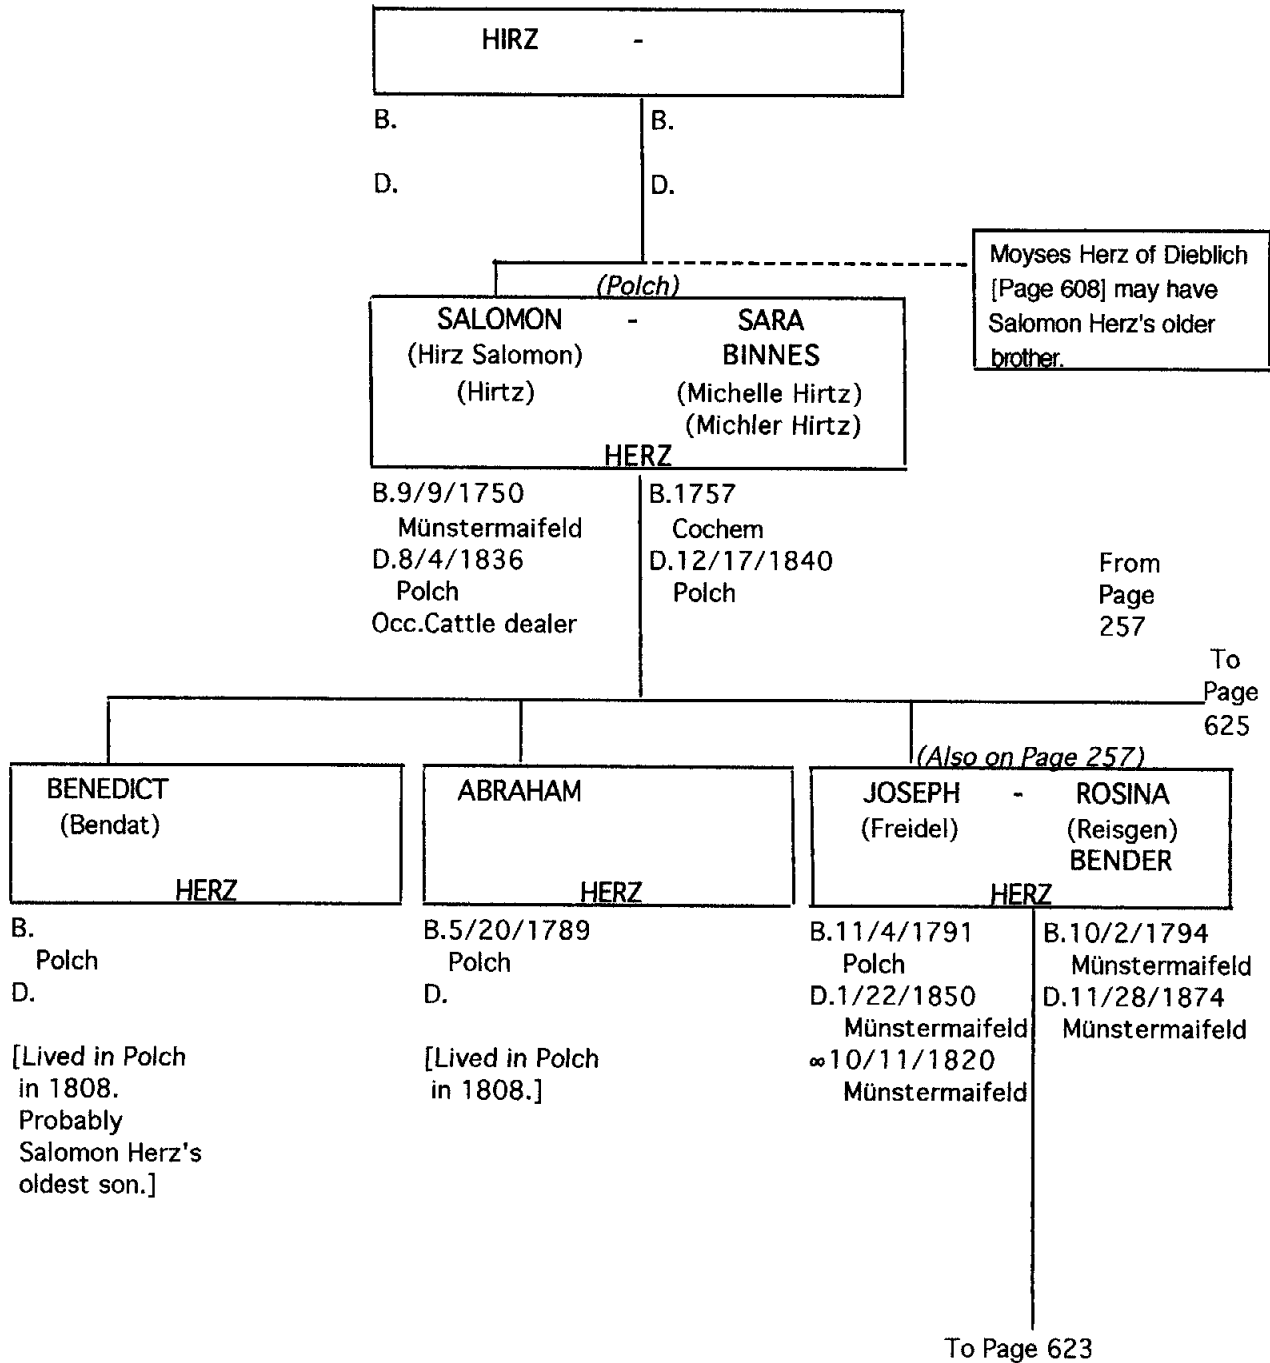 HIRZ -
B. B.
D. D.
Moyses Herz of Dieblich
[Page 608] may have
Salomon Herz's older
brother.
(Polch)
SALOMON - SARA
(Hirz Salomon) BINNES
(Hirtz) (Michelle Hirtz)
(Michler Hirtz)
HERZ
B.9/9/1750 B.1757
Münstermaifeld Cochem
D.8/4/1836 D.12/17/1840
Polch Polch
Occ.Cattle dealer
From
Page
257
To
Page
625
(Also on Page 257)
BENEDICT
(Bendat)
HERZ
B.
Polch
D.
[Lived in Polch
in 1808.
Probably
Salomon Herz's
oldest son.]
ABRAHAM
HERZ
B.5/20/1789
Polch
D.
[Lived in Polch
in 1808.]
JOSEPH - ROSINA
(Freidel) (Reisgen)
BENDER
HERZ
B.11/4/1791 B.10/2/1794
Polch Münstermaifeld
D.1/22/1850 D.11/28/1874
Münstermaifeld Münstermaifeld
∞10/11/1820
Münstermaifeld
To Page 623